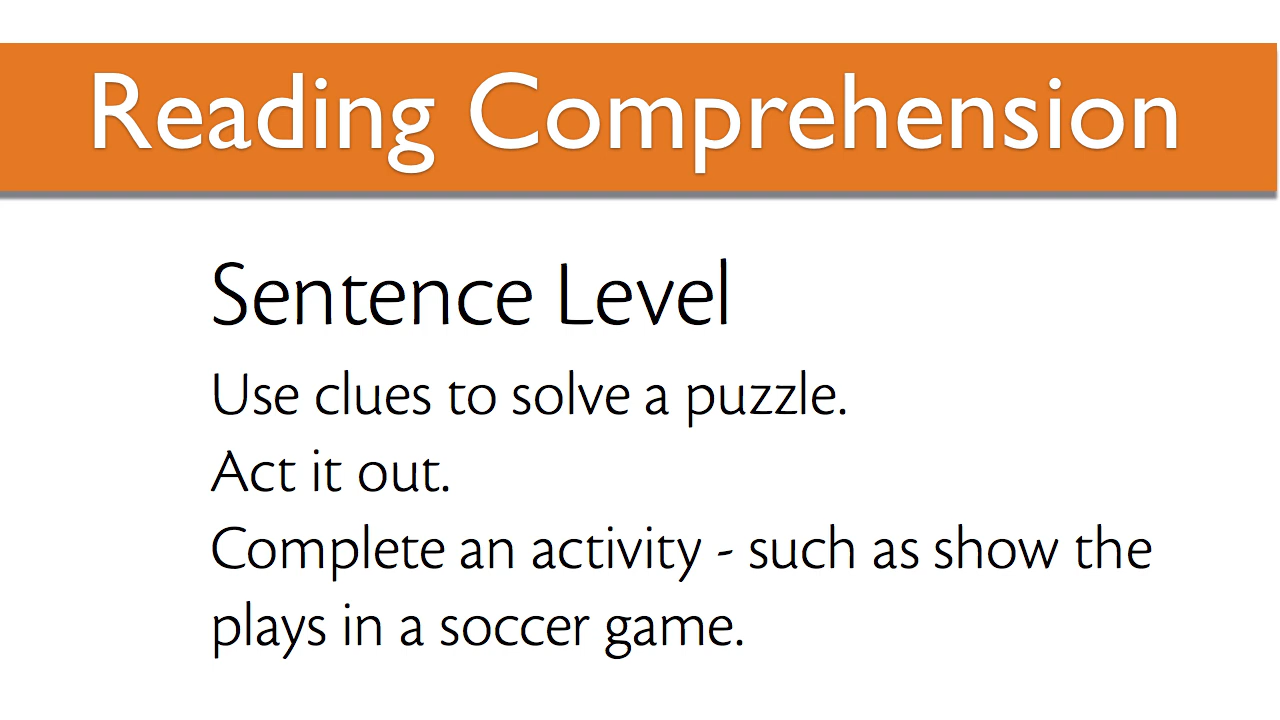 Reading Comprehension
Sentence Level
Use clues to solve a puzzle.
Act it out.
Complete an activity - such as show the
plays in a soccer game.